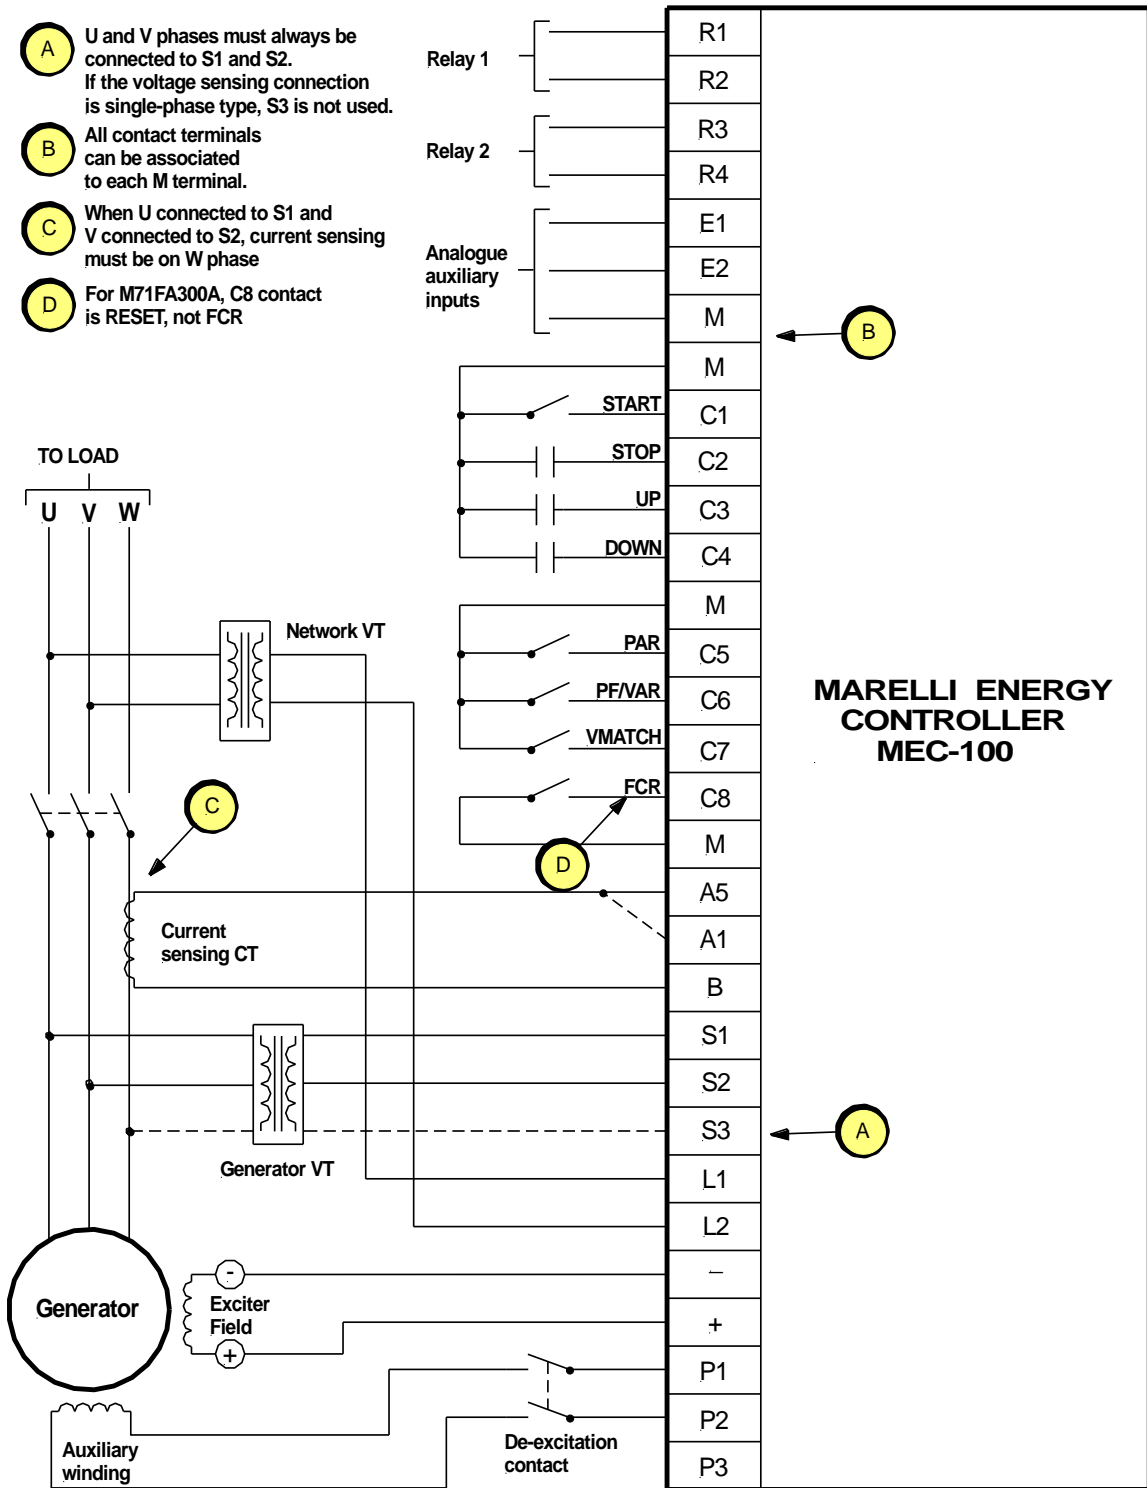 A
U and V phases must always be
connected to S1 and S2.
If the voltage sensing connection
is single-phase type, S3 is not used.
B
All contact terminals
can be associated
to each M terminal.
C
When U connected to S1 and
V connected to S2, current sensing
must be on W phase
D
For M71FA300A, C8 contact
is RESET, not FCR
Relay 1
R1
R2
Relay 2
R3
R4
Analogue
auxiliary
inputs
E1
E2
M
B
M
START
C1
STOP
C2
UP
C3
DOWN
C4
M
PAR
C5
PF/VAR
C6
VMATCH
C7
FCR
C8
D
M
MARELLI ENERGY
CONTROLLER
MEC-100
TO LOAD
U V W
Network VT
C
Current
sensing CT
A5
A1
B
S1
S2
S3
A
Generator VT
L1
L2
Generator
-
Exciter
Field
+
–
+
P1
P2
P3
De-excitation
contact
Auxiliary
winding